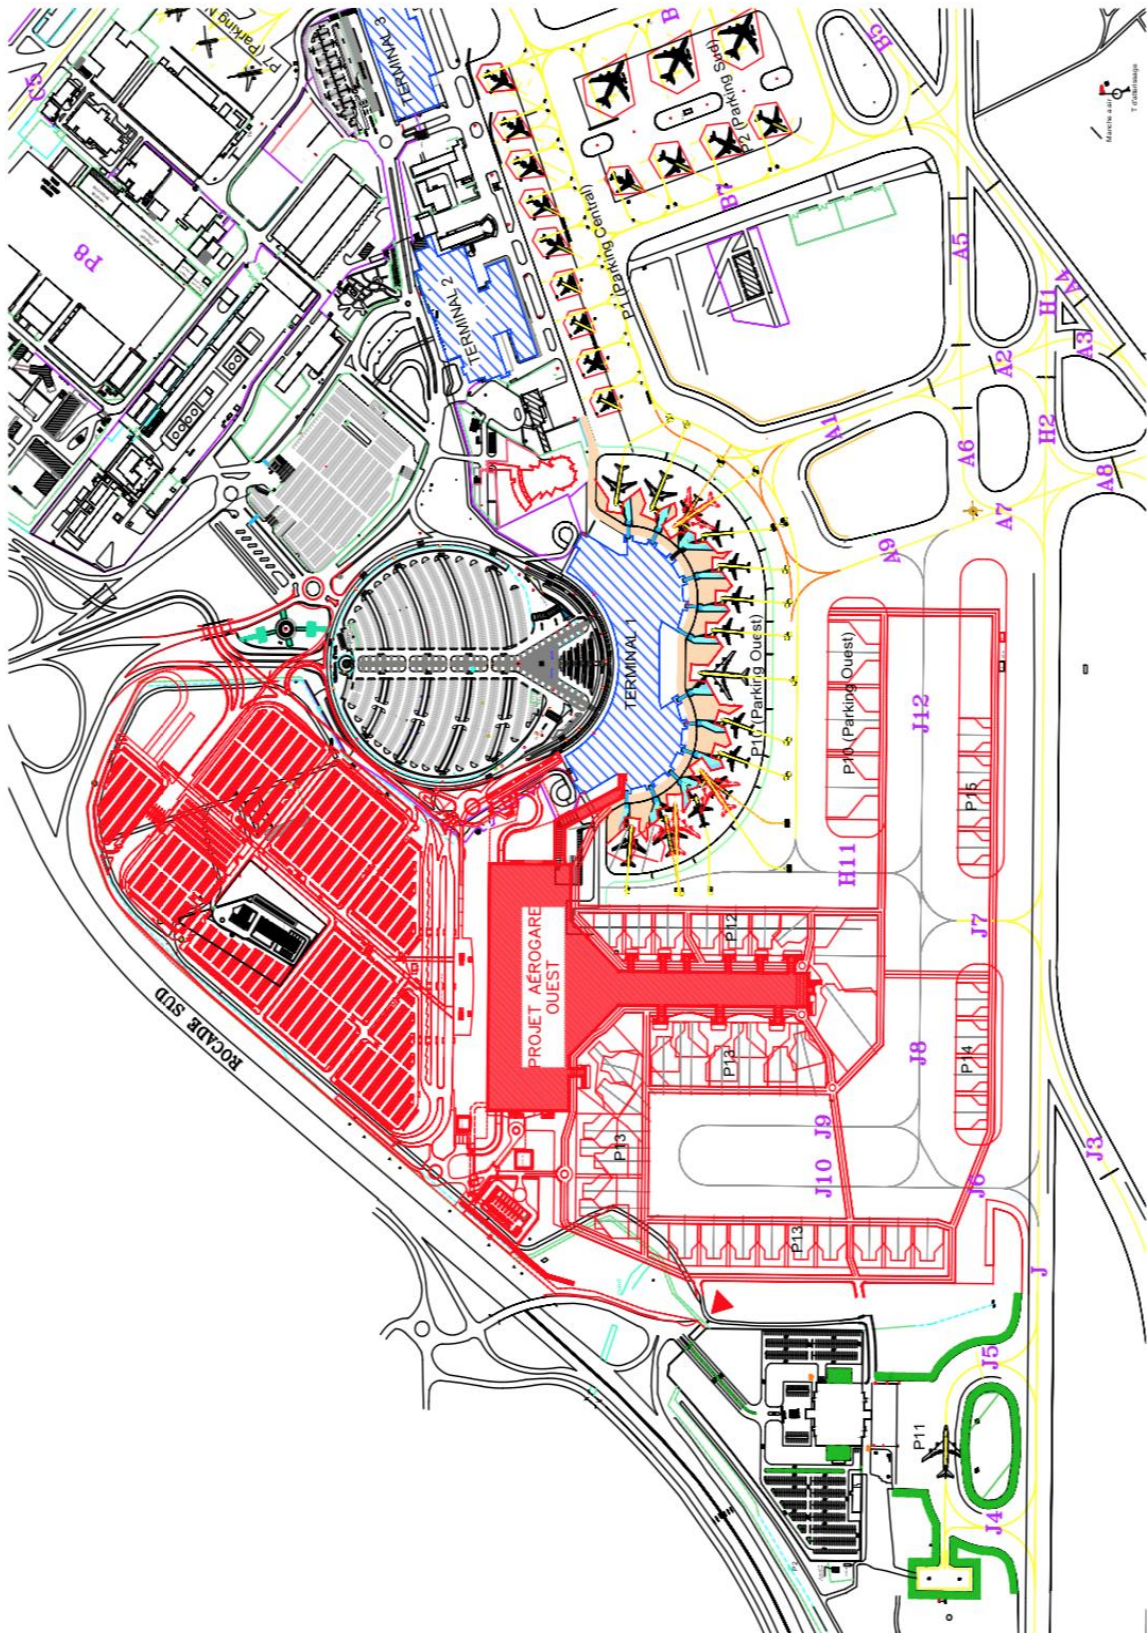 C5
P7 (Parking N
TERMINAL 3
B
B5
P2 (Parking Sud)
Manche à air
T d'atterrissage
P8
TERMINAL 2
P1 (Parking Central)
B7
A5
A4
H1
A3
A2
A1
H2
A6
A8
A7
A9
TERMINAL 1
P10 (Parking Ouest)
P10 (Parking Ouest)
J12
P15
H11
J7
P12
PROJET AÉROGARE
OUEST
ROCADE SUD
P13
J8
P14
J9
J3
P13
J10
J6
P13
J
J5
P11
J4